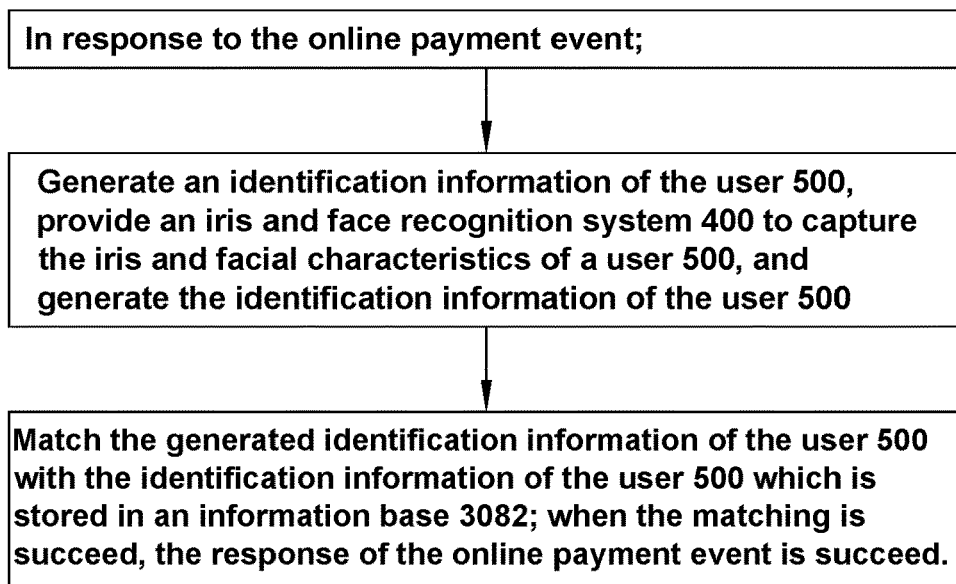 In response to the online payment event;
Generate an identification information of the user 500,
provide an iris and face recognition system 400 to capture
the iris and facial characteristics of a user 500, and
generate the identification information of the user 500
Match the generated identification information of the user 500
with the identification information of the user 500 which is
stored in an information base 3082; when the matching is
succeed, the response of the online payment event is succeed.